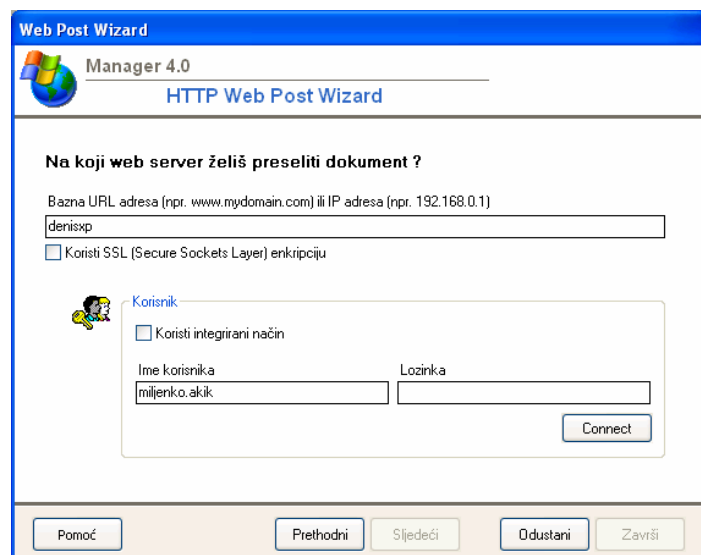 Web Post Wizard
Manager 4.0
HTTP Web Post Wizard
Na koji web server želiš preseliti dokument ?
Bazna URL adresa (npr. www.mydomain.com) ili IP adresa (npr. 192.168.0.1)
denisxp
Koristi SSL (Secure Sockets Layer) enkripciju
Korisnik
Koristi integrirani način
Ime korisnika Lozinka
miljenko.akik
Connect
Pomoć Prethodni Sljedeći Odustani Završi